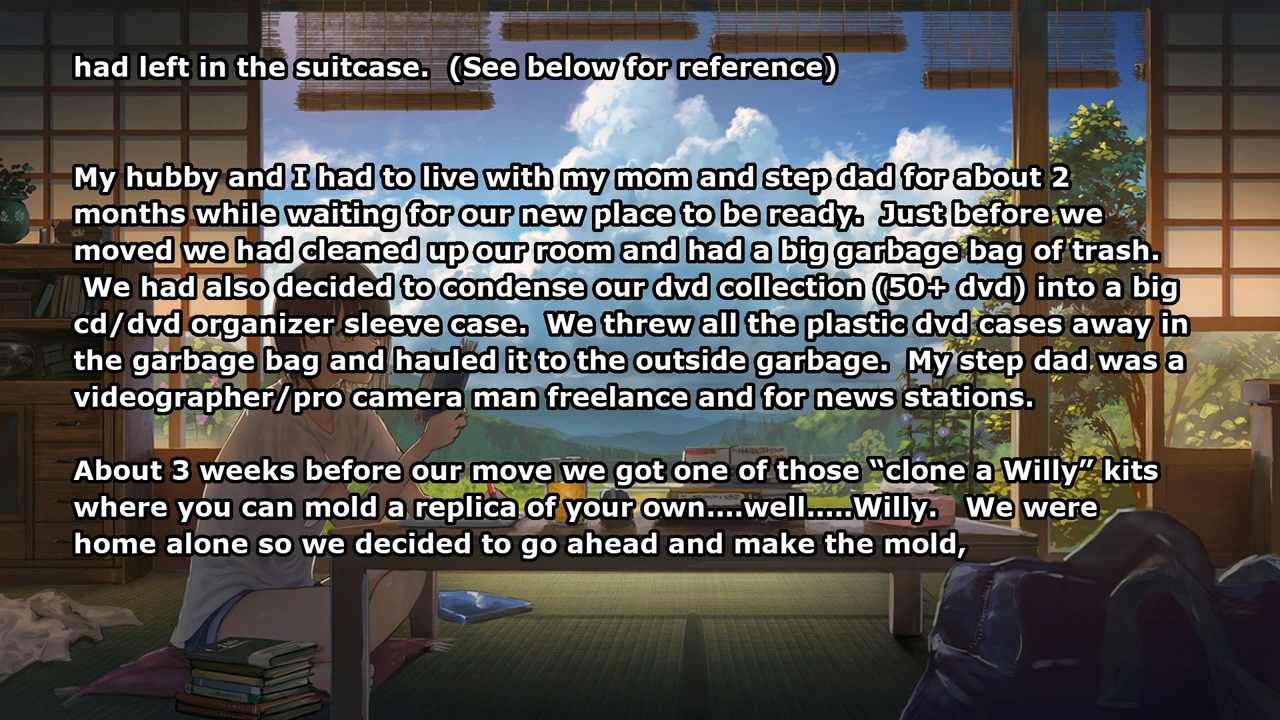 had left in the suitcase.  (See below for reference)
My hubby and I had to live with my mom and step dad for about 2
months while waiting for our new place to be ready.  Just before we
moved we had cleaned up our room and had a big garbage bag of trash.
We had also decided to condense our dvd collection (50+ dvd) into a big
cd/dvd organizer sleeve case.  We threw all the plastic dvd cases away in
the garbage bag and hauled it to the outside garbage.  My step dad was a
videographer/pro camera man freelance and for news stations.
About 3 weeks before our move we got one of those “clone a Willy” kits
where you can mold a replica of your own....well.....Willy.   We were
home alone so we decided to go ahead and make the mold,